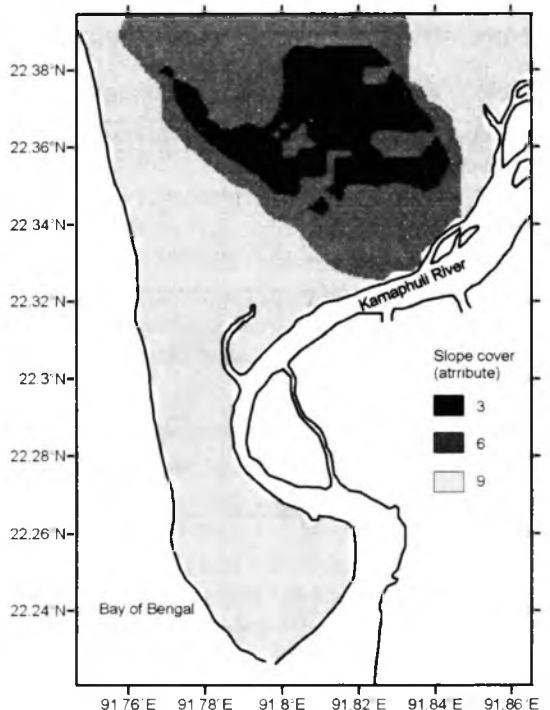 22.38°N
22.36°N
22.34°N
22.32°N
22.3°N
22.28°N
22.26°N
22.24°N
Karnaphuli River
Slope cover
(atrribute)
3
6
9
Bay of Bengal
91.76°E 91.78°E 91.8°E 91.82°E 91.84°E 91.86°E